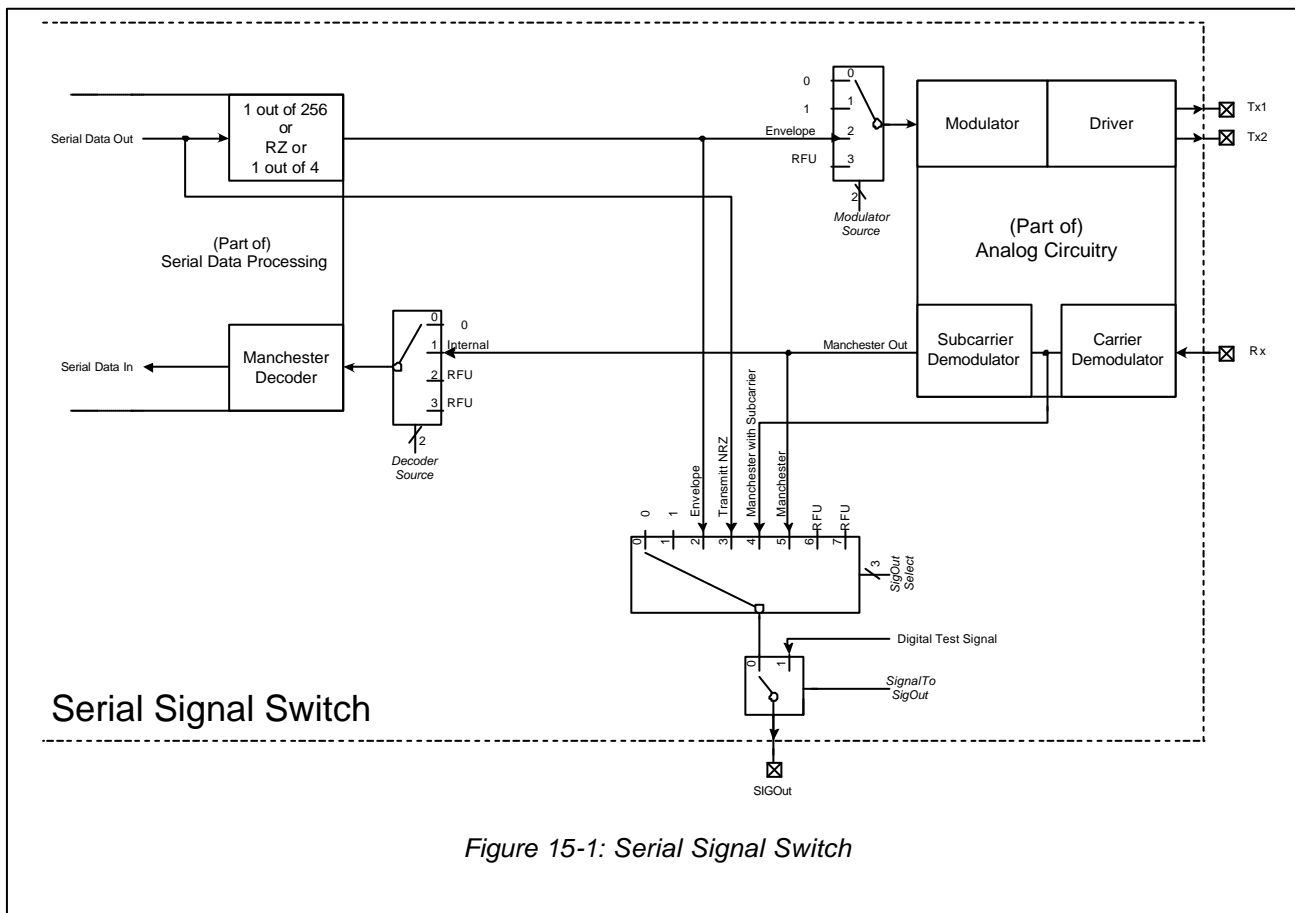 1 out of 256
or
RZ or
1 out of 4
Serial Data Out
0
1
Envelope
RFU
0
1
2
3
2
Modulator
Source
Modulator
Driver
Tx1
Tx2
(Part of)
Serial Data Processing
(Part of)
Analog Circuitry
Serial Data In
Manchester
Decoder
0
1
2
3
0
Internal
RFU
RFU
2
Decoder
Source
Manchester Out
Subcarrier
Demodulator
Carrier
Demodulator
Rx
0
1
Envelope
Transmitt NRZ
Manchester with Subcarrier
Manchester
RFU
RFU
0
1
2
3
4
5
6
7
3
SigOut
Select
Digital Test Signal
0
1
SignalTo
SigOut
Serial Signal Switch
SIGOut
Figure 15-1: Serial Signal Switch